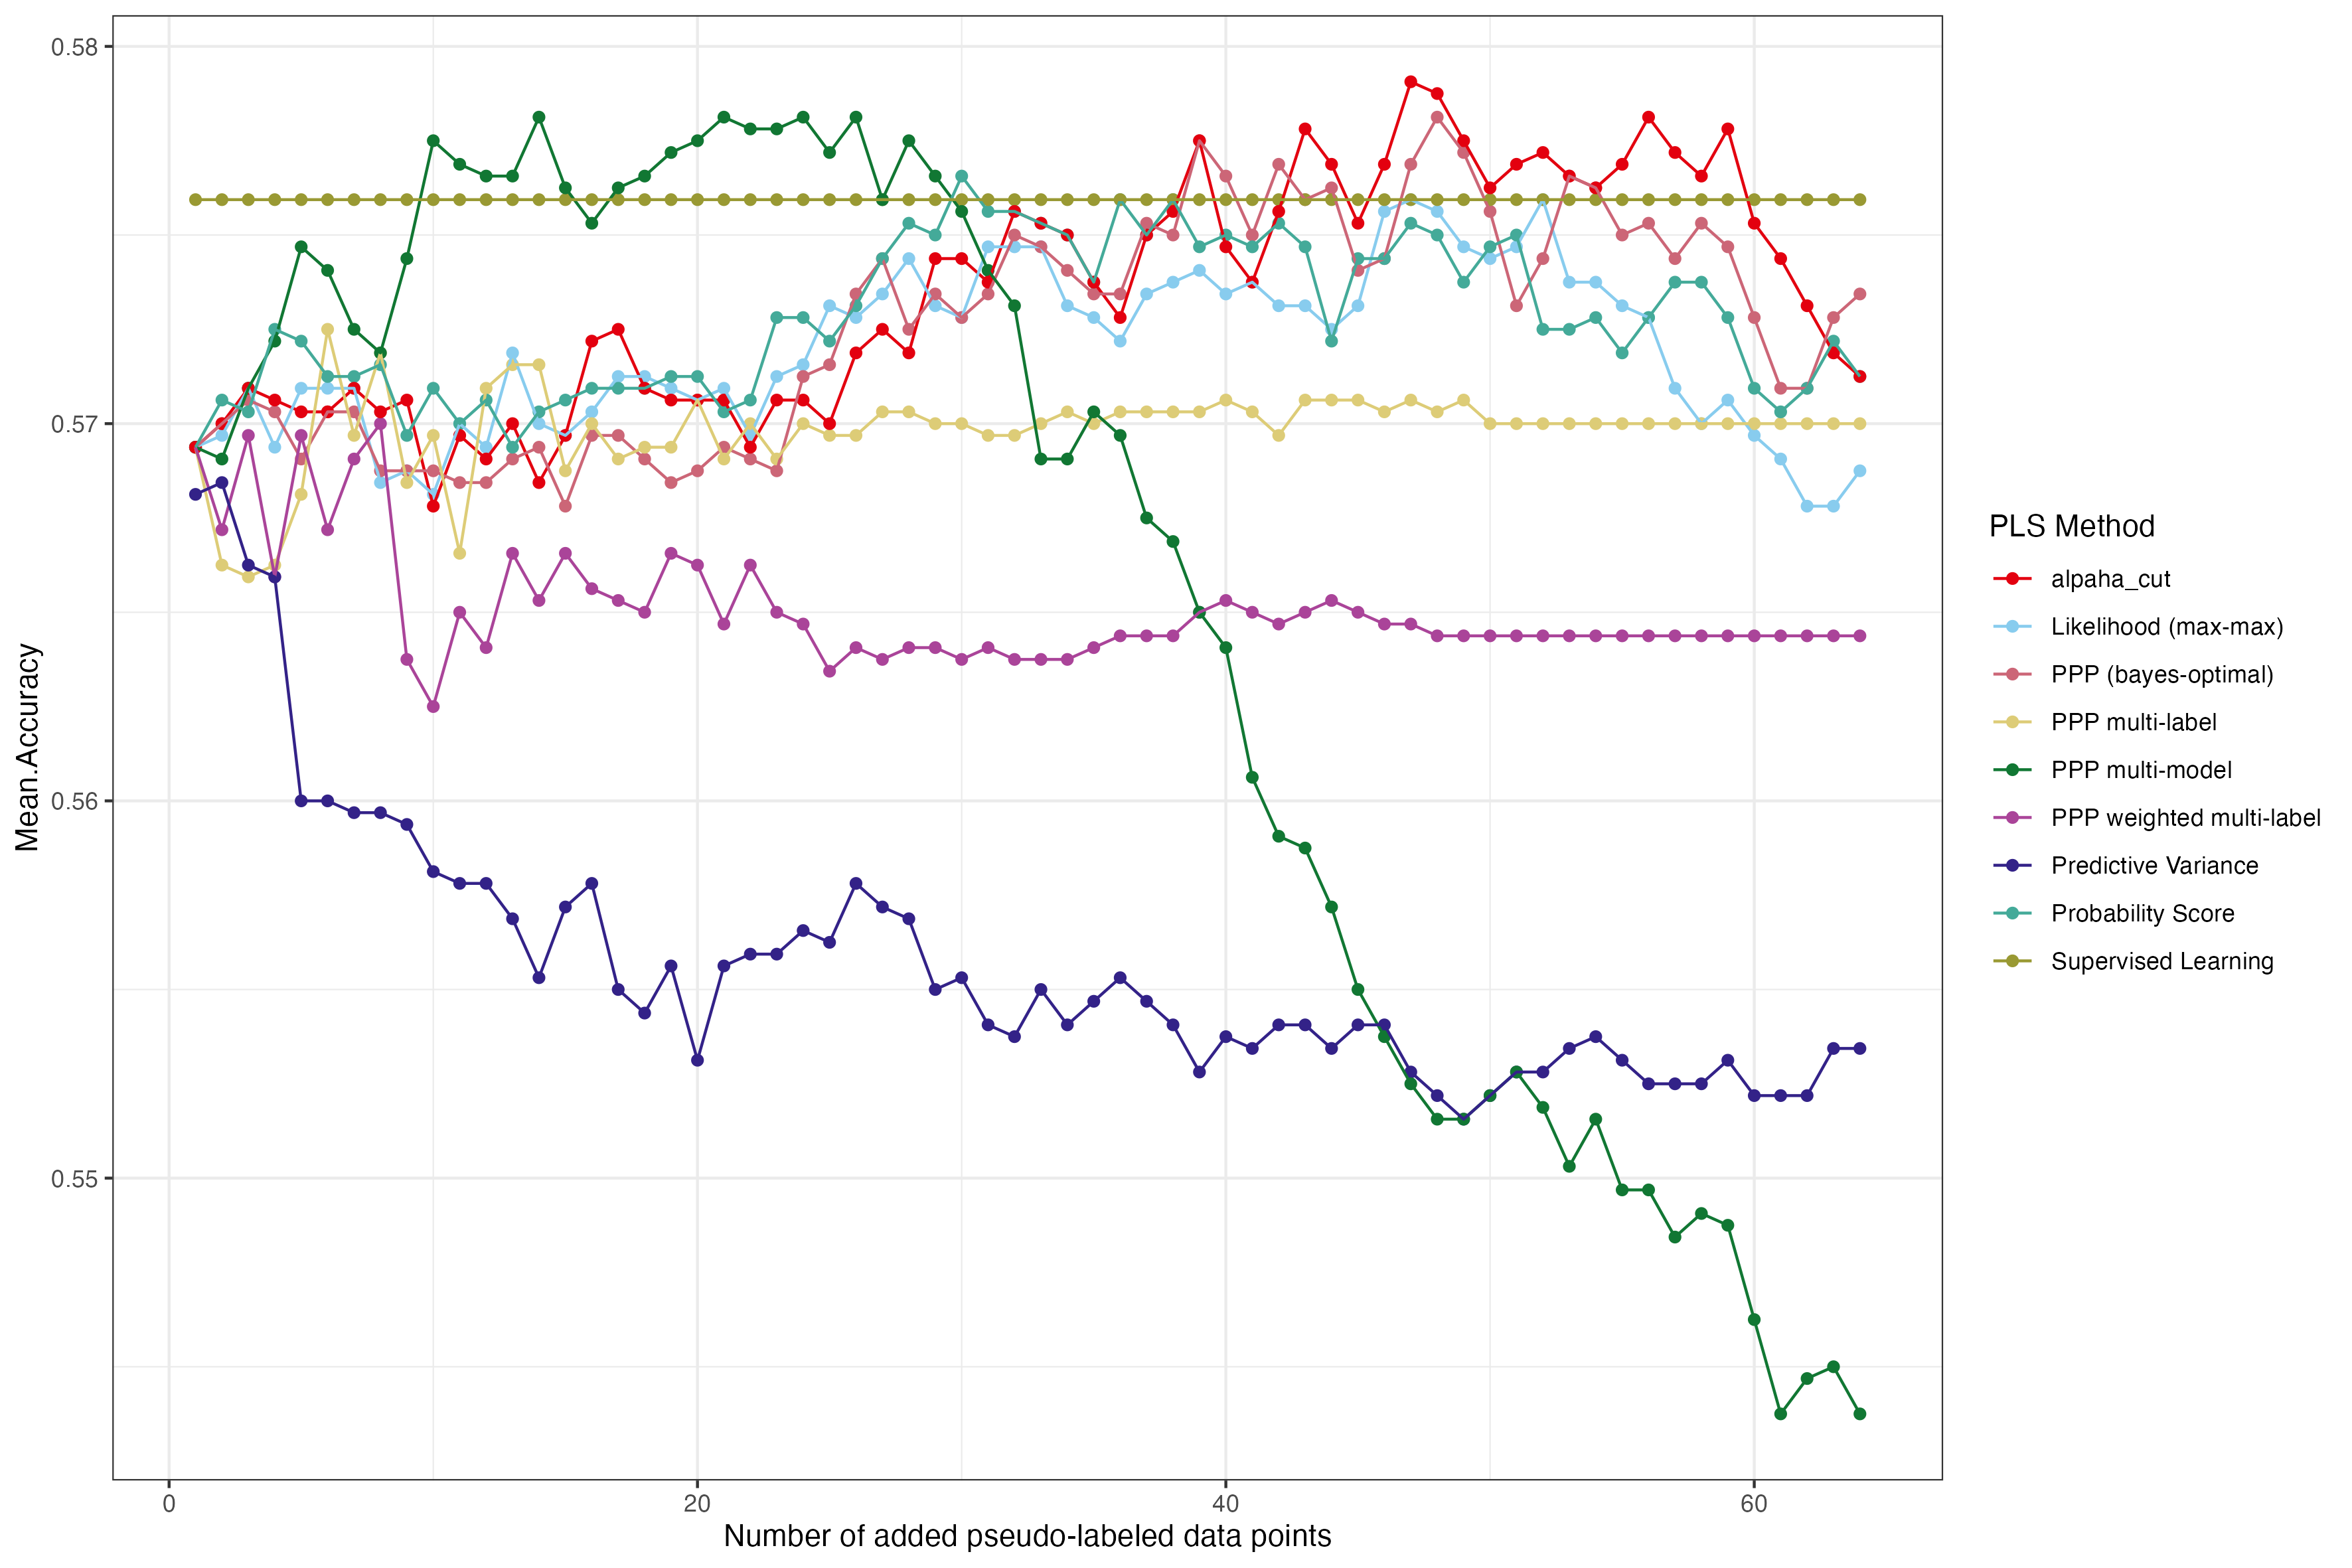 0.58
0.57
0.56
0.55
Mean.Accuracy
0
20
40
60
Number of added pseudo-labeled data points
PLS Method
alpaha_cut
Likelihood (max-max)
PPP (bayes-optimal)
PPP multi-label
PPP multi-model
PPP weighted multi-label
Predictive Variance
Probability Score
Supervised Learning